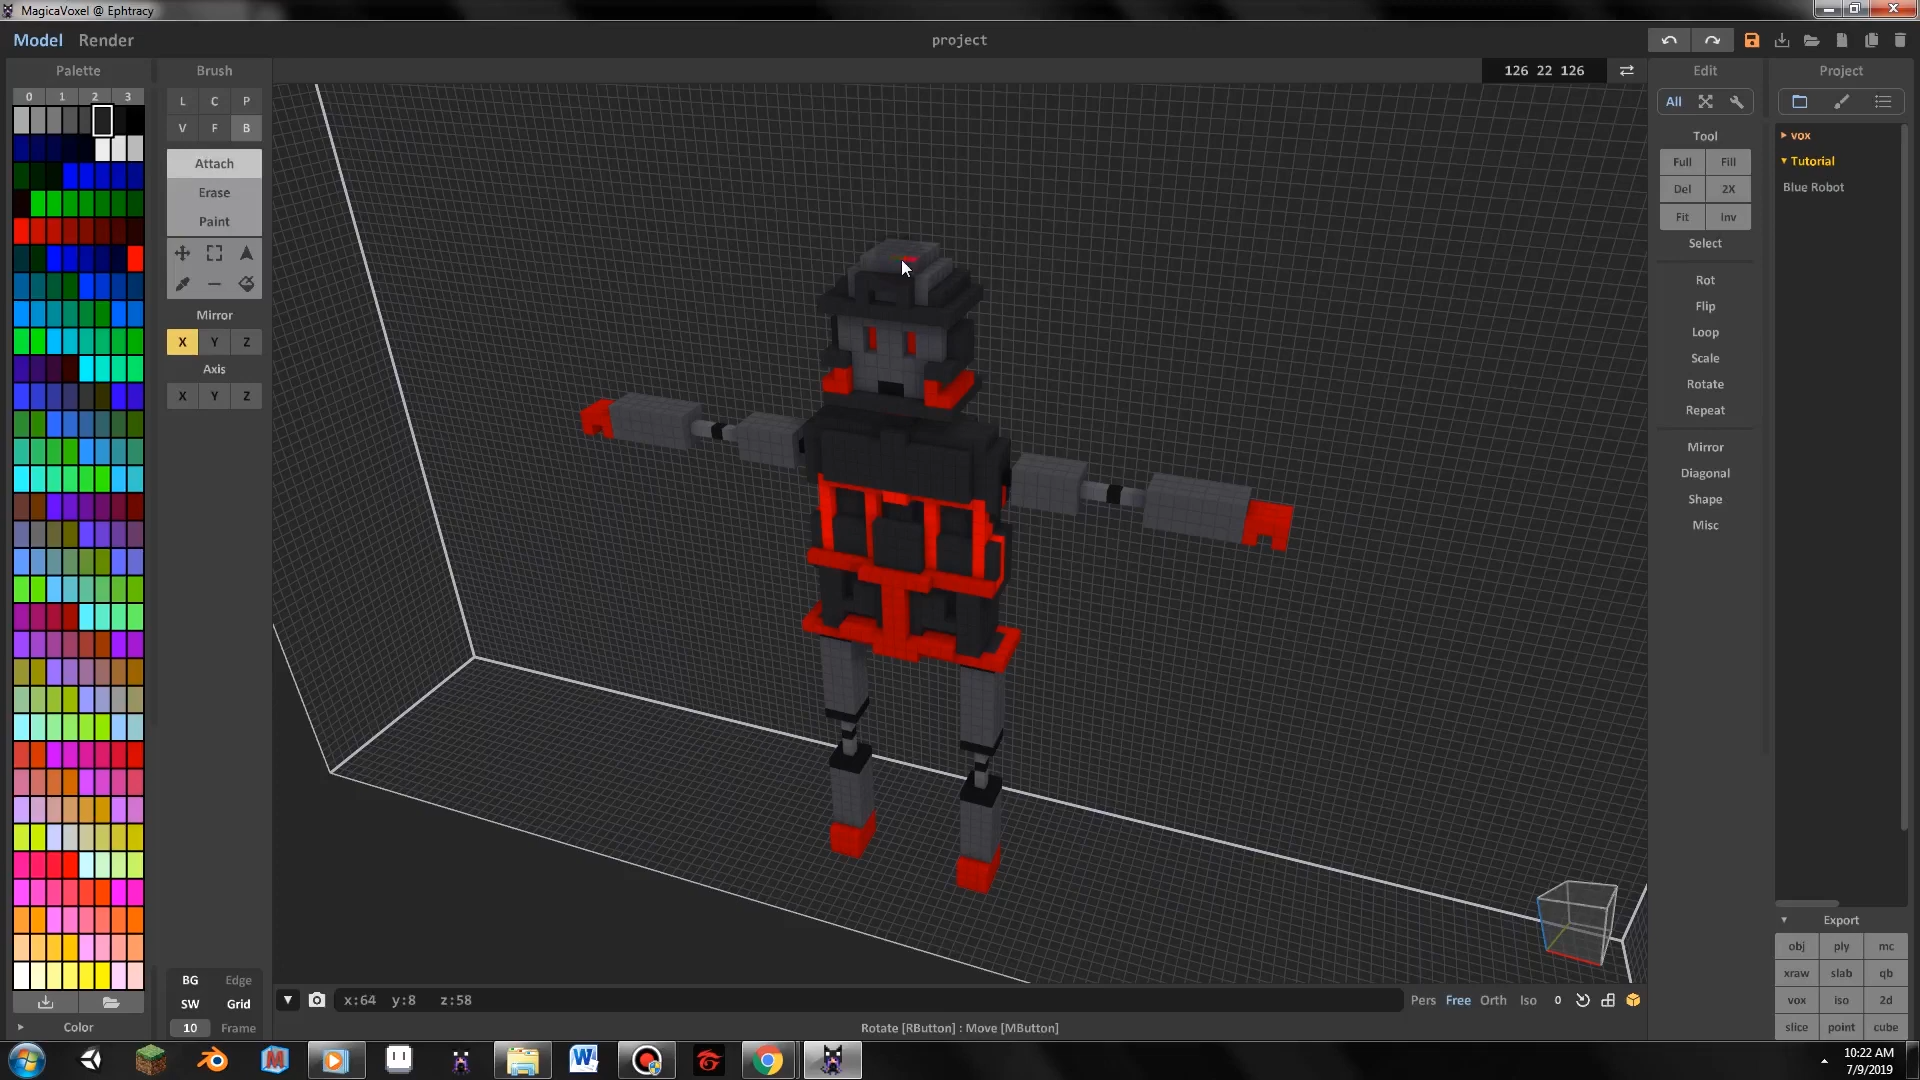 MagicaVoxel @ Ephtracy
Model Render
project
Palette
0 1 2 3
Color
Brush
L C P
V F B
Attach
Erase
Paint
Mirror
X Y Z
Axis
X Y Z
BG Edge
SW Grid
10 Frame
126 22 126
x:64 y:8 z:58
Pers Free Orth Iso 0
Rotate [RButton] : Move [MButton]
Edit
All
Tool
Full Fill
Del 2X
Fit Inv
Select
Rot
Flip
Loop
Scale
Rotate
Repeat
Mirror
Diagonal
Shape
Misc
Project
vox
Tutorial
Blue Robot
Export
obj ply mc
xraw slab qb
vox iso 2d
slice point cube
10:22 AM
7/9/2019